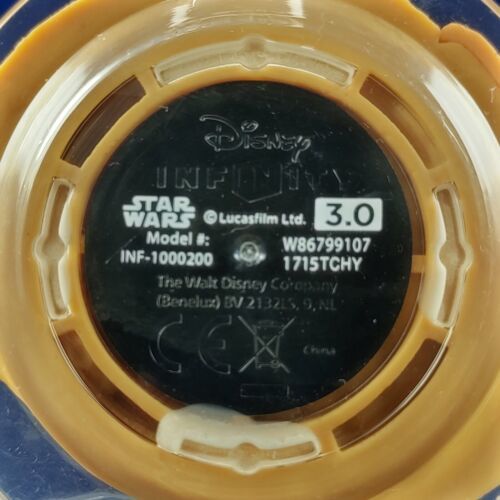 Disney
INFINITY
STAR WARS © Lucasfilm Ltd. 3.0
Model #: W86799107
INF-1000200 1715TCHY
The Walt Disney Company
(Benelux) BV 2132LS, 9, NL
CE
China